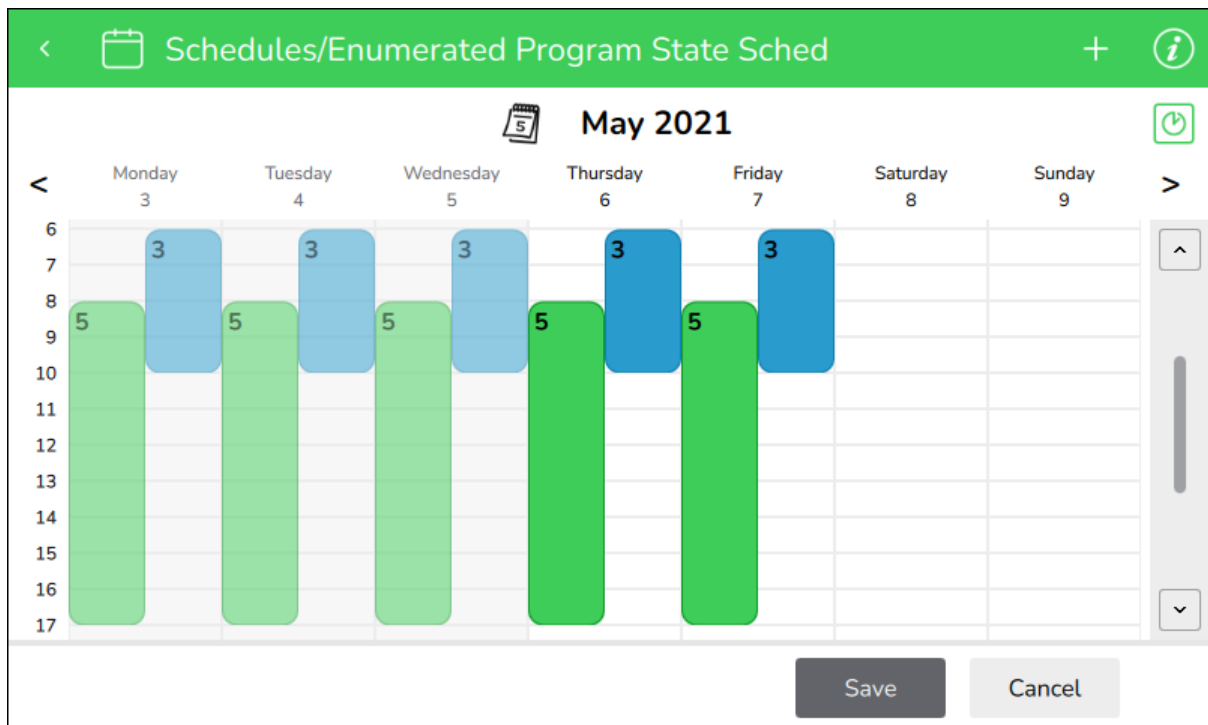 Schedules/Enumerated Program State Sched
5 May 2021
Monday Tuesday Wednesday Thursday Friday Saturday Sunday
3 4 5 6 7 8 9
6
3 3 3 3 3
7
8
5 5 5 5 5
9
10
11
12
13
14
15
16
17
Save Cancel